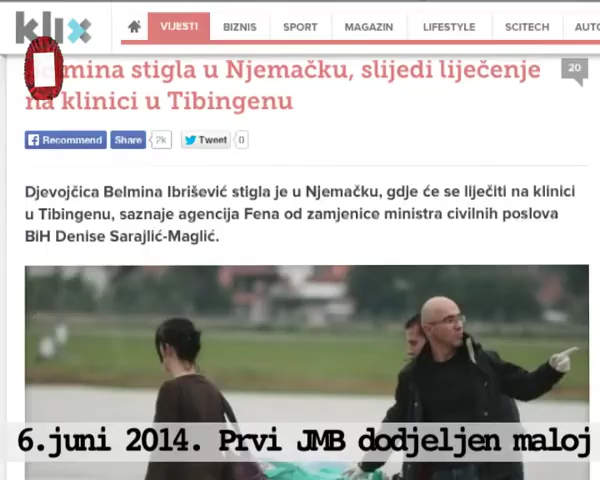 klix
VIJESTI BIZNIS SPORT MAGAZIN LIFESTYLE SCITECH AUTO
elmina stigla u Njemačku, slijedi liječenje
na klinici u Tibingenu
20
Recommend Share 2k Tweet 0
Djevojčica Belmina Ibrišević stigla je u Njemačku, gdje će se liječiti na klinici
u Tibingenu, saznaje agencija Fena od zamjenice ministra civilnih poslova
BiH Denise Sarajlić-Maglić.
6.juni 2014. Prvi JMB dodjeljen maloj